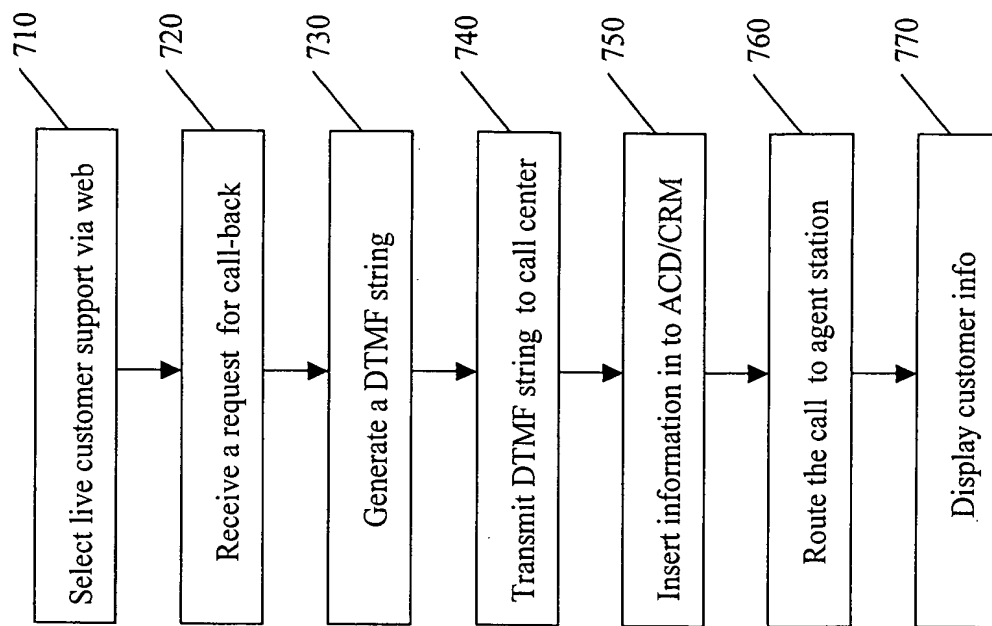 710
Select live customer support via web
720
Receive a request for call-back
730
Generate a DTMF string
740
Transmit DTMF string to call center
750
Insert information in to ACD/CRM
760
Route the call to agent station
770
Display customer info